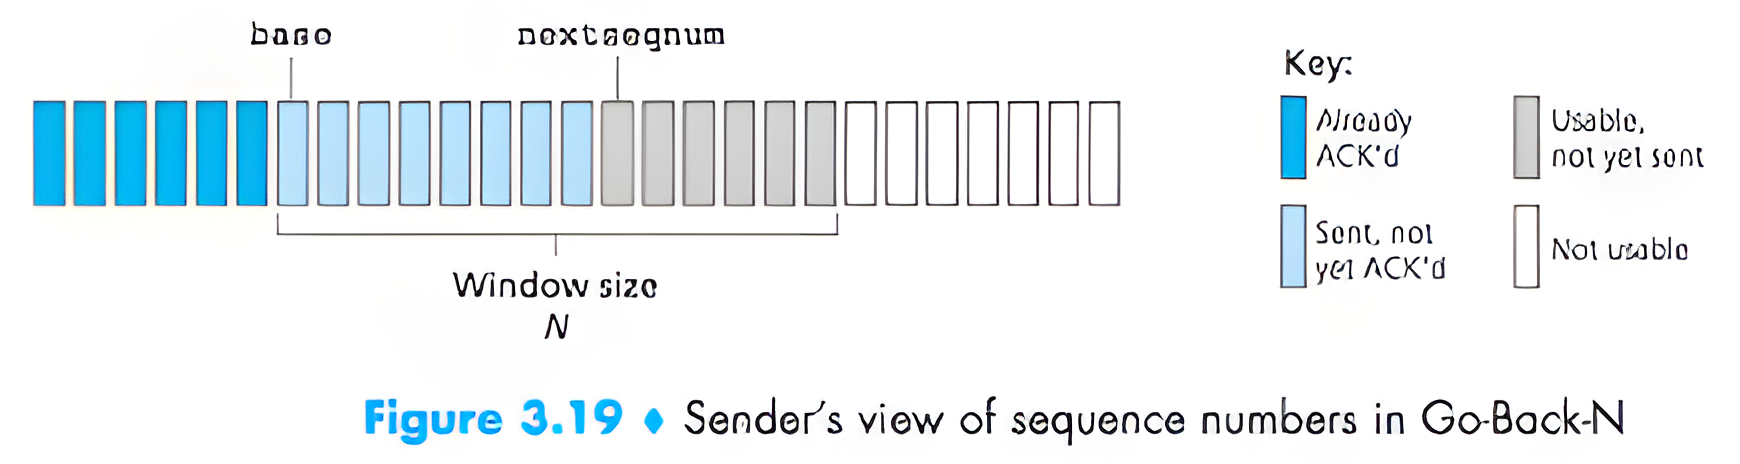 base
nextseqnum
Window size
N
Key:
Already
ACK'd
Usable,
not yet sent
Sent, not
yet ACK'd
Not usable
Figure 3.19 ♦ Sender's view of sequence numbers in Go-Back-N